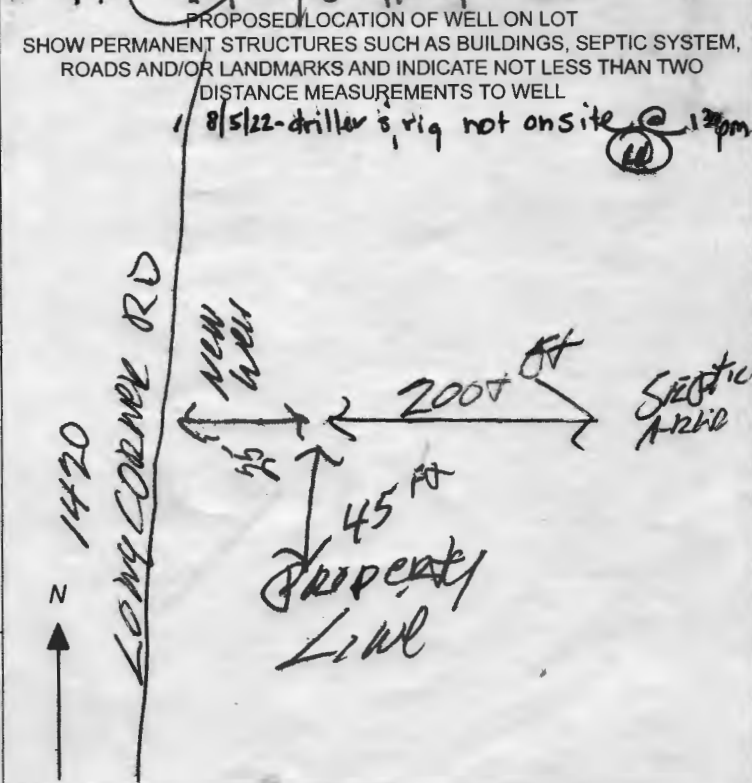 PROPOSED LOCATION OF WELL ON LOT
SHOW PERMANENT STRUCTURES SUCH AS BUILDINGS, SEPTIC SYSTEM,
ROADS AND/OR LANDMARKS AND INDICATE NOT LESS THAN TWO
DISTANCE MEASUREMENTS TO WELL
8/5/22-driller's rig not onsite @ 1 pm
New
Well
200+ ft
Septic
45 ft
Property
Line
1420
LONG CORNER RD
N